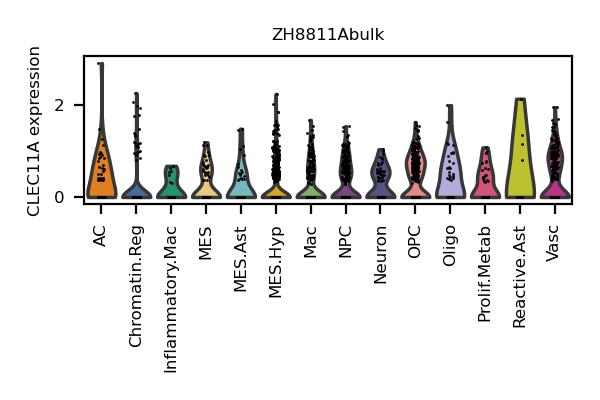 ZH8811Abulk
CLEC11A expression
2
0
AC
Chromatin.Reg
Inflammatory.Mac
MES
MES.Ast
MES.Hyp
Mac
NPC
Neuron
OPC
Oligo
Prolif.Metab
Reactive.Ast
Vasc